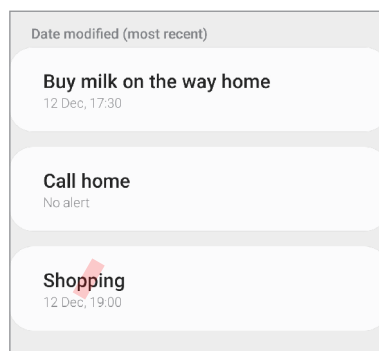 Date modified (most recent)
Buy milk on the way home
12 Dec, 17:30
Call home
No alert
Shopping
12 Dec, 19:00